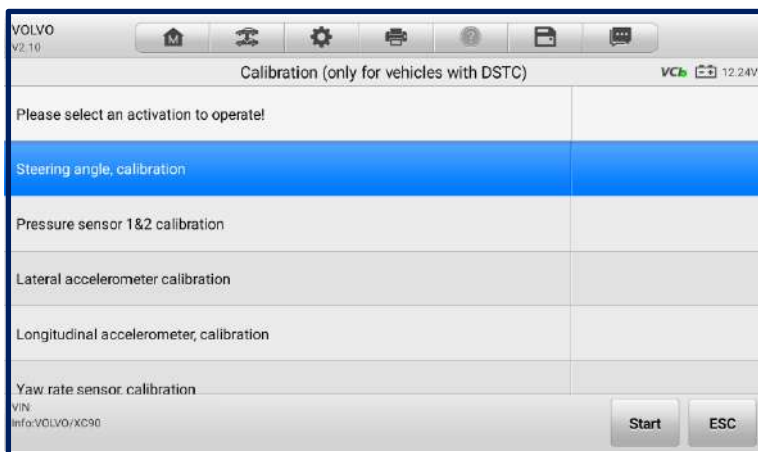 VOLVO
V2.10
Calibration (only for vehicles with DSTC)
VCb 12.24V
Please select an activation to operate!
Steering angle, calibration
Pressure sensor 1&2 calibration
Lateral accelerometer calibration
Longitudinal accelerometer, calibration
Yaw rate sensor, calibration
VIN:
Info:VOLVO/XC90
Start
ESC